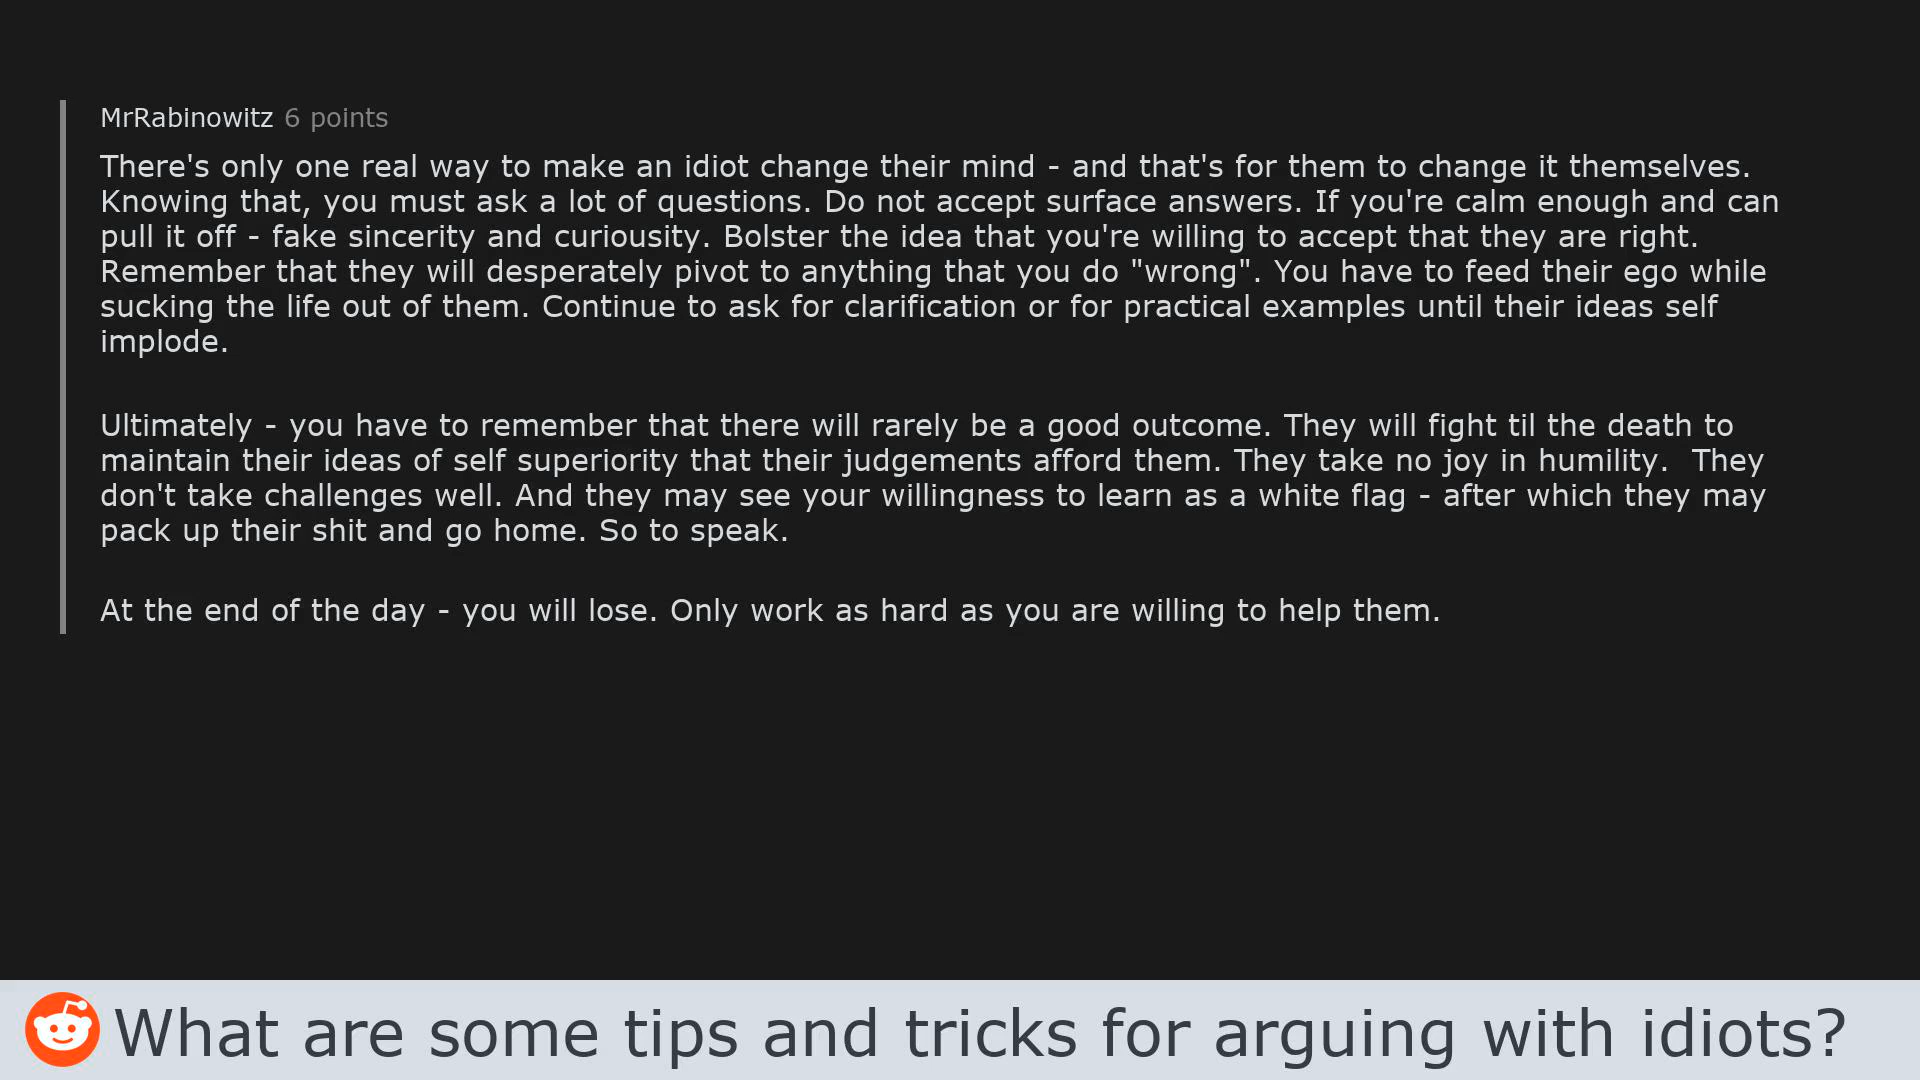 MrRabinowitz 6 points
There's only one real way to make an idiot change their mind - and that's for them to change it themselves.
Knowing that, you must ask a lot of questions. Do not accept surface answers. If you're calm enough and can
pull it off - fake sincerity and curiousity. Bolster the idea that you're willing to accept that they are right.
Remember that they will desperately pivot to anything that you do "wrong". You have to feed their ego while
sucking the life out of them. Continue to ask for clarification or for practical examples until their ideas self
implode.
Ultimately - you have to remember that there will rarely be a good outcome. They will fight til the death to
maintain their ideas of self superiority that their judgements afford them. They take no joy in humility.  They
don't take challenges well. And they may see your willingness to learn as a white flag - after which they may
pack up their shit and go home. So to speak.
At the end of the day - you will lose. Only work as hard as you are willing to help them.
What are some tips and tricks for arguing with idiots?